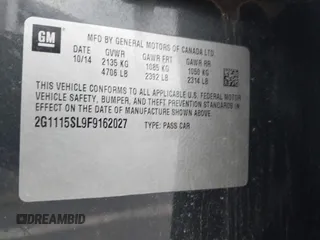 GM
MFD BY GENERAL MOTORS OF CANADA LTD.
DATE GVWR GAWR FRT GAWR RR
10/14 2135 KG 1085 KG 1050 KG
4706 LB 2392 LB 2314 LB
THIS VEHICLE CONFORMS TO ALL APPLICABLE U.S. FEDERAL MOTOR
VEHICLE SAFETY, BUMPER, AND THEFT PREVENTION STANDARDS
IN EFFECT ON THE DATE OF MANUFACTURE SHOWN ABOVE.
2G1115SL9F9162027 TYPE: PASS CAR
DREAMBID